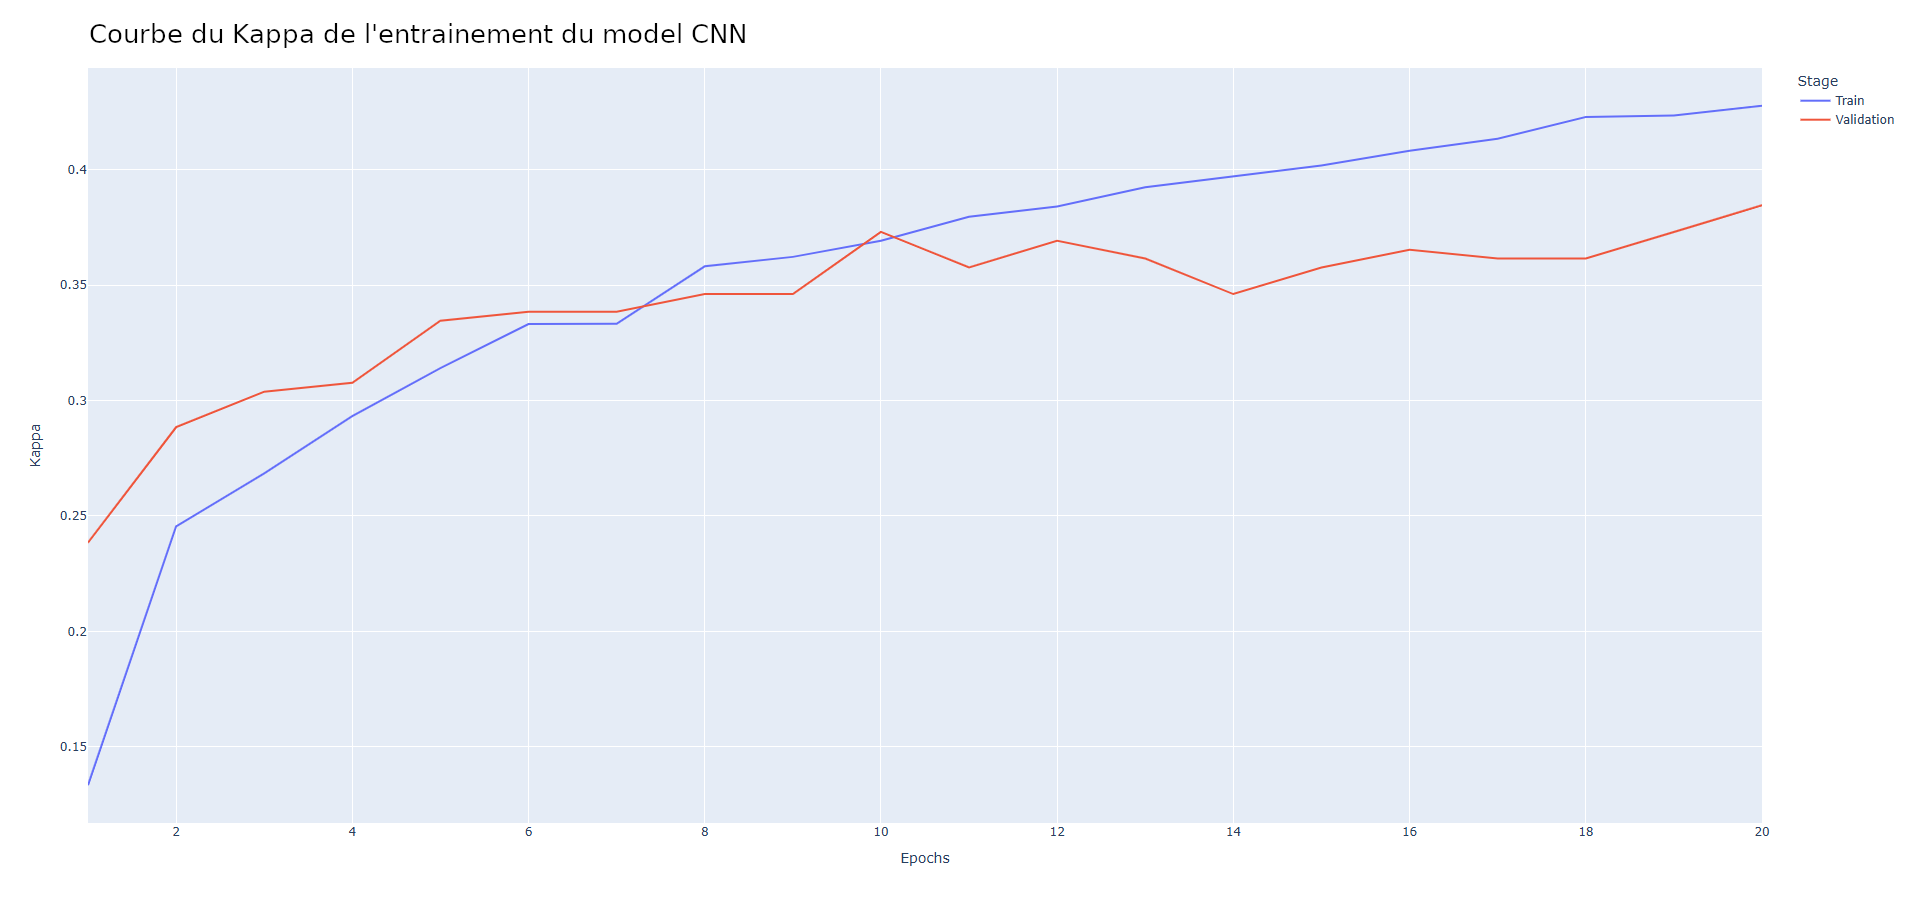 Courbe du Kappa de l'entrainement du model CNN
Stage
Train
Validation
Kappa
0.4
0.35
0.3
0.25
0.2
0.15
2 4 6 8 10 12 14 16 18 20
Epochs